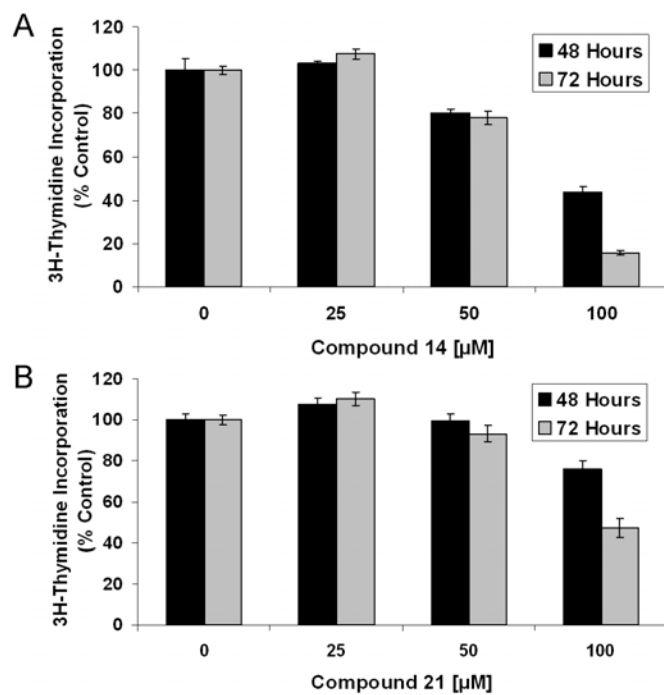 A
3H-Thymidine Incorporation
(% Control)
120
100
80
60
40
20
0
48 Hours
72 Hours
0 25 50 100
Compound 14 [µM]
B
3H-Thymidine Incorporation
(% Control)
120
100
80
60
40
20
0
48 Hours
72 Hours
0 25 50 100
Compound 21 [µM]